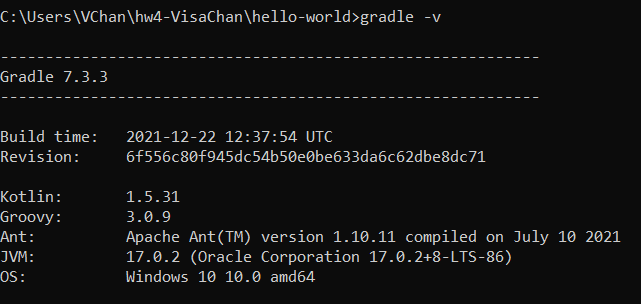 C:\Users\VChan\hw4-VisaChan\hello-world>gradle -v
------------------------------------------------------------
Gradle 7.3.3
------------------------------------------------------------
Build time:   2021-12-22 12:37:54 UTC
Revision:     6f556c80f945dc54b50e0be633da6c62dbe8dc71
Kotlin:       1.5.31
Groovy:       3.0.9
Ant:          Apache Ant(TM) version 1.10.11 compiled on July 10 2021
JVM:          17.0.2 (Oracle Corporation 17.0.2+8-LTS-86)
OS:           Windows 10 10.0 amd64